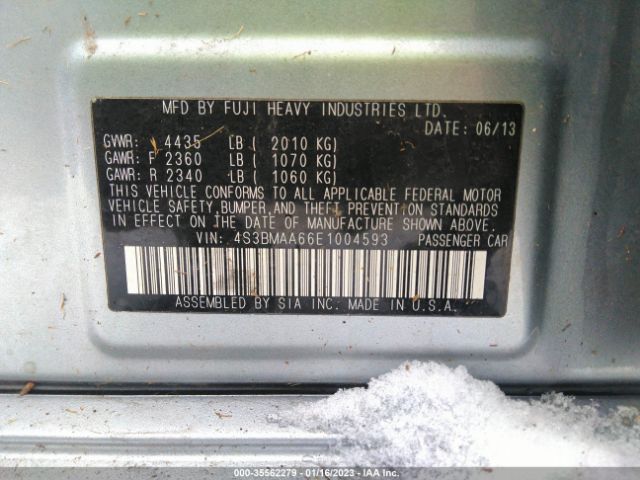 MFD BY FUJI HEAVY INDUSTRIES LTD.
DATE: 06/13
GVWR: 4435 LB ( 2010 KG)
GAWR: F 2360 LB ( 1070 KG)
GAWR: R 2340 LB ( 1060 KG)
THIS VEHICLE CONFORMS TO ALL APPLICABLE FEDERAL MOTOR
VEHICLE SAFETY, BUMPER, AND THEFT PREVENTION STANDARDS
IN EFFECT ON THE DATE OF MANUFACTURE SHOWN ABOVE.
VIN: 4S3BMAA66E1004593 PASSENGER CAR
ASSEMBLED BY SIA INC. MADE IN U.S.A.
000-35562279 - 01/16/2023 - IAA Inc.